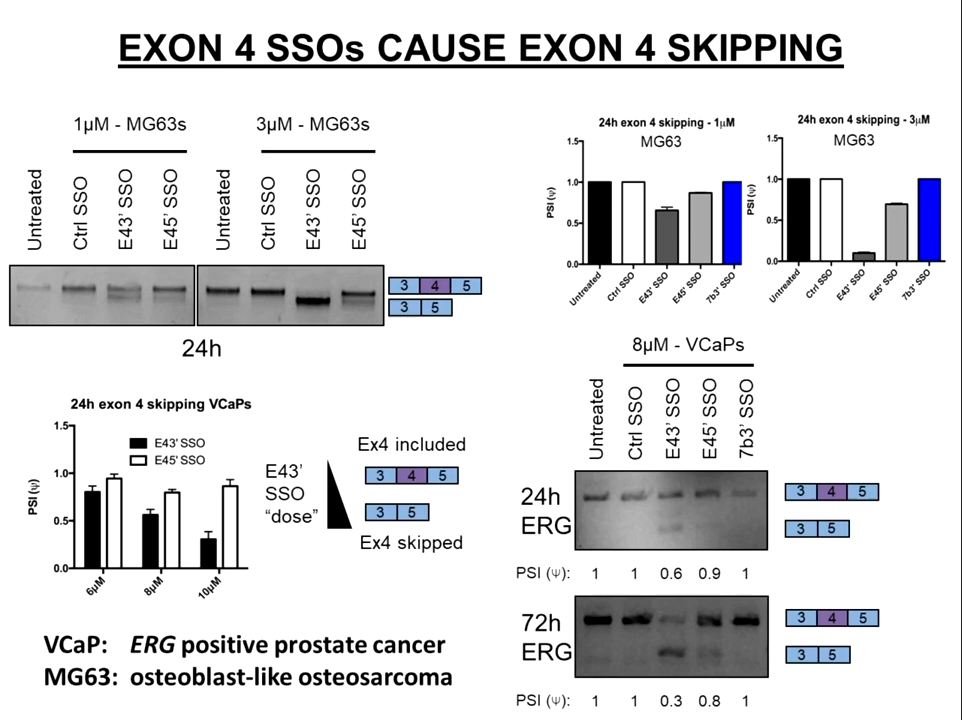 EXON 4 SSOs CAUSE EXON 4 SKIPPING
1µM - MG63s
3µM - MG63s
Untreated
Ctrl SSO
E43' SSO
E45' SSO
Untreated
Ctrl SSO
E43' SSO
E45' SSO
3 4 5
3 5
24h
24h exon 4 skipping - 1µM
MG63
PSI (ψ)
1.5
1.0
0.5
0.0
Untreated
Ctrl SSO
E43' SSO
E45' SSO
7b3' SSO
24h exon 4 skipping - 3µM
MG63
PSI (ψ)
1.5
1.0
0.5
0.0
Untreated
Ctrl SSO
E43' SSO
E45' SSO
7b3' SSO
24h exon 4 skipping VCaPs
PSI (ψ)
1.5
1.0
0.5
0.0
E43' SSO
E45' SSO
6µM
8µM
10µM
E43'
SSO
“dose”
Ex4 included
3 4 5
3 5
Ex4 skipped
8µM - VCaPs
Untreated
Ctrl SSO
E43' SSO
E45' SSO
7b3' SSO
24h
ERG
3 4 5
3 5
PSI (Ψ): 1 1 0.6 0.9 1
72h
ERG
3 4 5
3 5
PSI (Ψ): 1 1 0.3 0.8 1
VCaP: ERG positive prostate cancer
MG63: osteoblast-like osteosarcoma